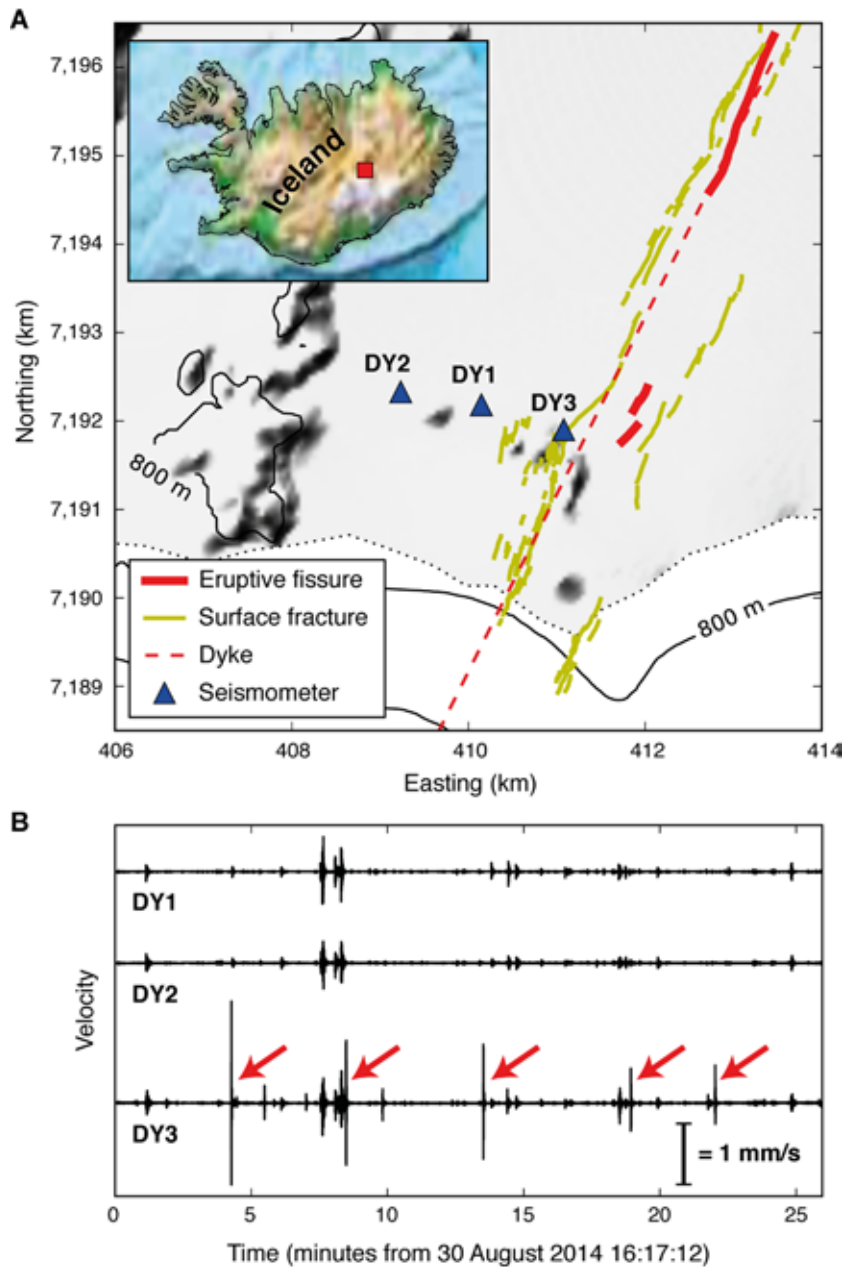 A
7,196
7,195
7,194
7,193
7,192
7,191
7,190
7,189
Northing (km)
Iceland
DY2
DY1
DY3
800 m
800 m
Eruptive fissure
Surface fracture
Dyke
Seismometer
406
408
410
412
414
Easting (km)
B
DY1
DY2
DY3
Velocity
= 1 mm/s
0
5
10
15
20
25
Time (minutes from 30 August 2014 16:17:12)